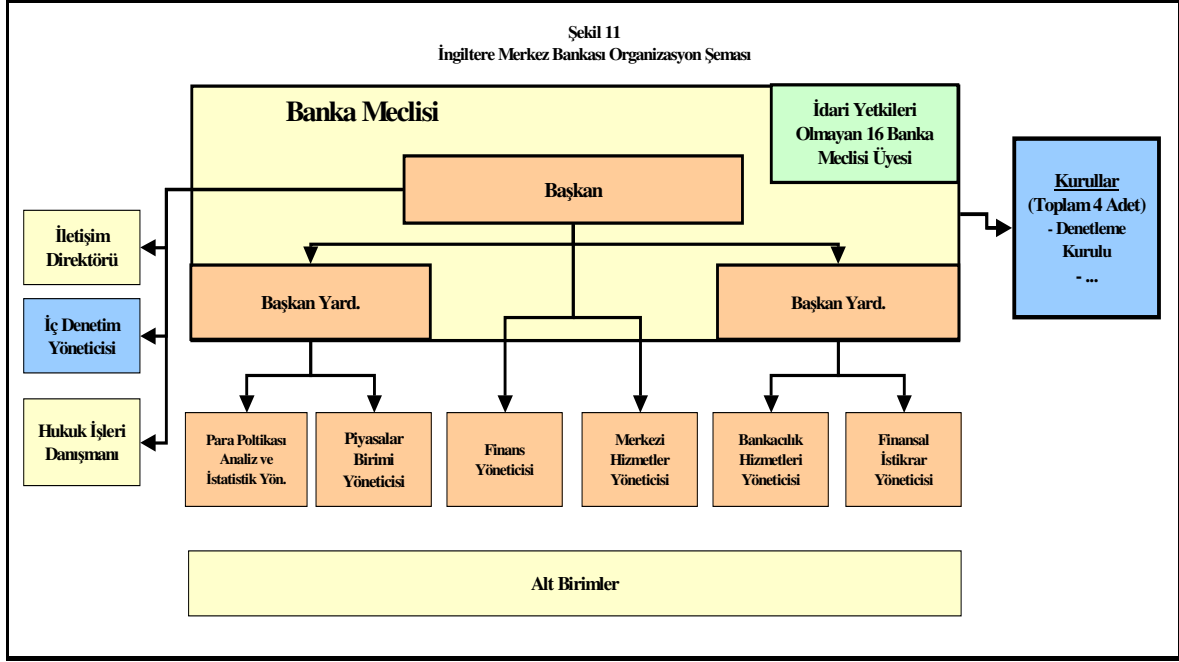 Şekil 11
İngiltere Merkez Bankası Organizasyon Şeması
Banka Meclisi
İdari Yetkileri
Olmayan 16 Banka
Meclisi Üyesi
Başkan
Kurullar
(Toplam 4 Adet)
- Denetleme
Kurulu
- ...
İletişim
Direktörü
Başkan Yard.
Başkan Yard.
İç Denetim
Yöneticisi
Hukuk İşleri
Danışmanı
Para Poltikası
Analiz ve
İstatistik Yön.
Piyasalar
Birimi
Yöneticisi
Finans
Yöneticisi
Merkezi
Hizmetler
Yöneticisi
Bankacılık
Hizmetleri
Yöneticisi
Finansal
İstikrar
Yöneticisi
Alt Birimler